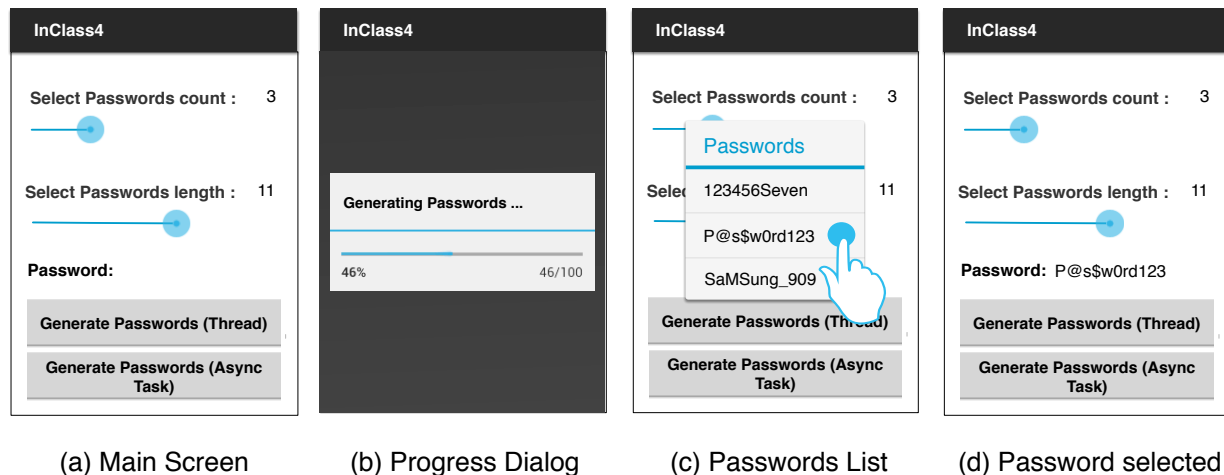 InClass4
Select Passwords count : 3
Select Passwords length : 11
Password:
Generate Passwords (Thread)
Generate Passwords (Async
Task)
(a) Main Screen
InClass4
Generating Passwords ...
46% 46/100
(b) Progress Dialog
InClass4
Select Passwords count : 3
Passwords
123456Seven
Selec 11
P@s$w0rd123
SaMSung_909
Generate Passwords (Thread)
Generate Passwords (Async
Task)
(c) Passwords List
InClass4
Select Passwords count : 3
Select Passwords length : 11
Password: P@s$w0rd123
Generate Passwords (Thread)
Generate Passwords (Async
Task)
(d) Password selected